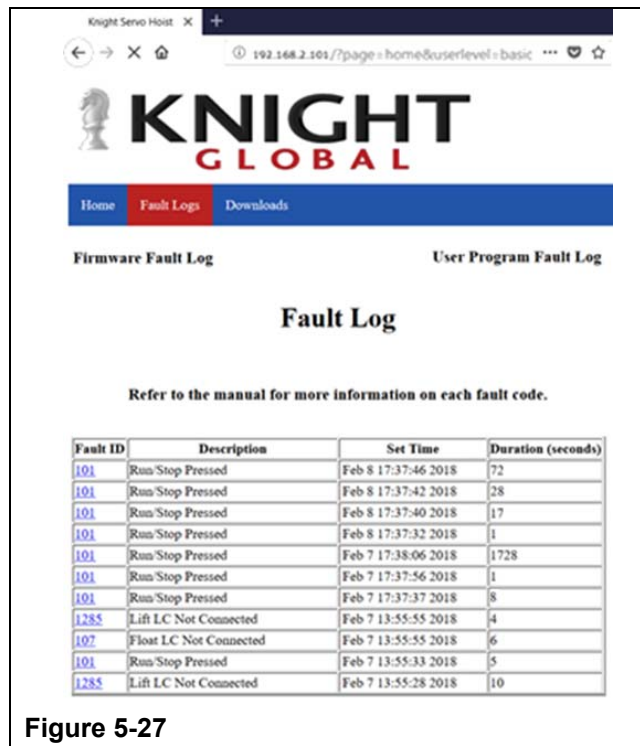 Knight Servo Hoist
192.168.2.101/?page=home&userlevel=basic
KNIGHT
GLOBAL
Home Fault Logs Downloads
Firmware Fault Log User Program Fault Log
Fault Log
Refer to the manual for more information on each fault code.
Fault ID Description Set Time Duration (seconds)
101 Run/Stop Pressed Feb 8 17:37:46 2018 72
101 Run/Stop Pressed Feb 8 17:37:42 2018 28
101 Run/Stop Pressed Feb 8 17:37:40 2018 17
101 Run/Stop Pressed Feb 8 17:37:32 2018 1
101 Run/Stop Pressed Feb 7 17:38:06 2018 1728
101 Run/Stop Pressed Feb 7 17:37:56 2018 1
101 Run/Stop Pressed Feb 7 17:37:37 2018 8
1285 Lift LC Not Connected Feb 7 13:55:55 2018 4
107 Float LC Not Connected Feb 7 13:55:55 2018 6
101 Run/Stop Pressed Feb 7 13:55:33 2018 5
1285 Lift LC Not Connected Feb 7 13:55:28 2018 10
Figure 5-27